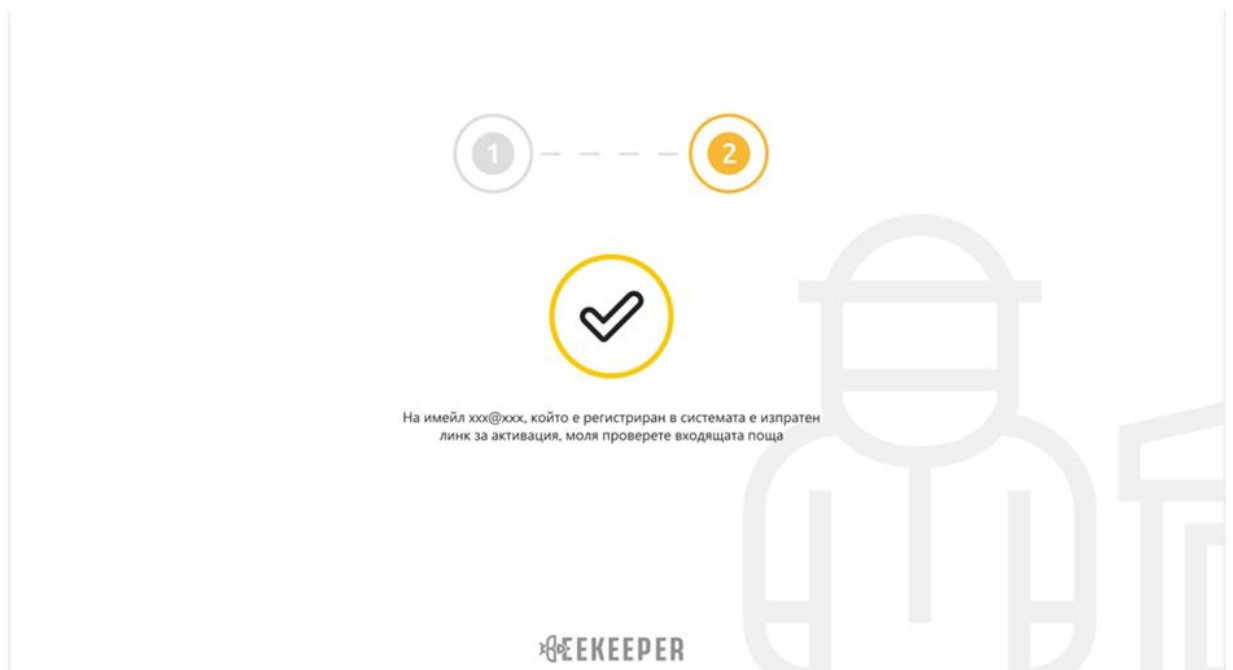 1
2
На имейл xxx@xxx, който е регистриран в системата е изпратен
линк за активация, моля проверете входящата поща
BEEKEEPER